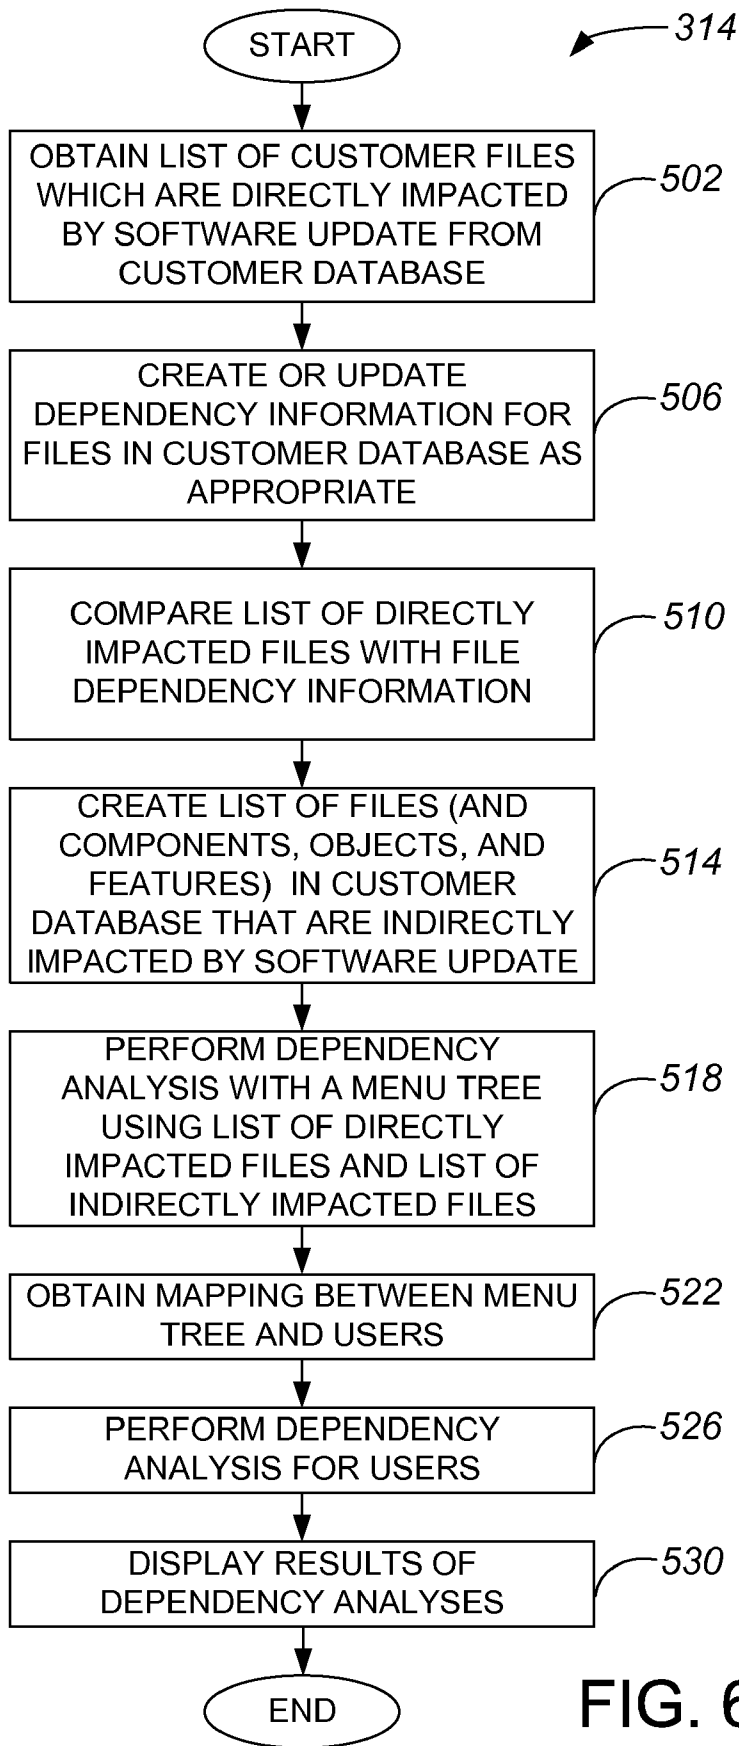 START
314
OBTAIN LIST OF CUSTOMER FILES
WHICH ARE DIRECTLY IMPACTED
BY SOFTWARE UPDATE FROM
CUSTOMER DATABASE
502
CREATE OR UPDATE
DEPENDENCY INFORMATION FOR
FILES IN CUSTOMER DATABASE AS
APPROPRIATE
506
COMPARE LIST OF DIRECTLY
IMPACTED FILES WITH FILE
DEPENDENCY INFORMATION
510
CREATE LIST OF FILES (AND
COMPONENTS, OBJECTS, AND
FEATURES)  IN CUSTOMER
DATABASE THAT ARE INDIRECTLY
IMPACTED BY SOFTWARE UPDATE
514
PERFORM DEPENDENCY
ANALYSIS WITH A MENU TREE
USING LIST OF DIRECTLY
IMPACTED FILES AND LIST OF
INDIRECTLY IMPACTED FILES
518
OBTAIN MAPPING BETWEEN MENU
TREE AND USERS
522
PERFORM DEPENDENCY
ANALYSIS FOR USERS
526
DISPLAY RESULTS OF
DEPENDENCY ANALYSES
530
END
FIG. 6